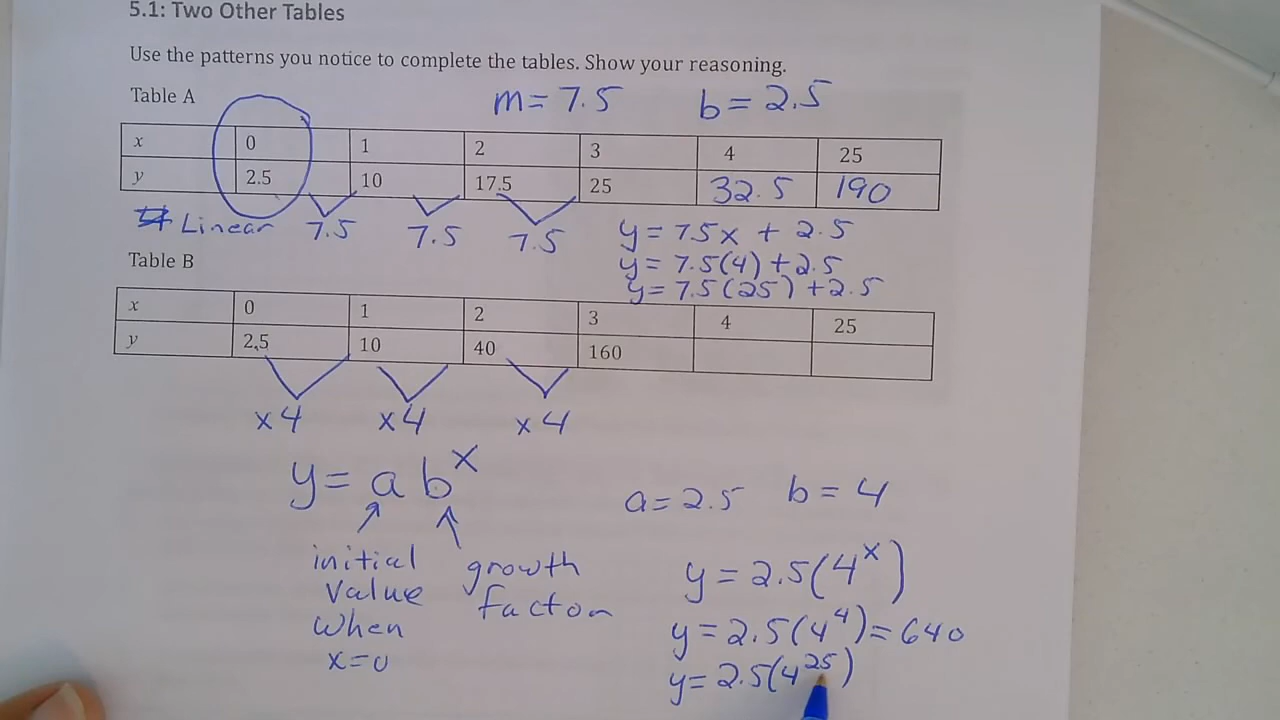 5.1: Two Other Tables
Use the patterns you notice to complete the tables. Show your reasoning.
Table A
m = 7.5 b = 2.5
x 0 1 2 3 4 25
y 2.5 10 17.5 25 32.5 190
Linear 7.5 7.5 7.5
y = 7.5x + 2.5
y = 7.5(4) + 2.5
y = 7.5(25) + 2.5
Table B
x 0 1 2 3 4 25
y 2.5 10 40 160
x4 x4 x4
y = ab^x
a = 2.5 b = 4
initial
value
when
x=0
growth
factor
y = 2.5(4^x)
y = 2.5(4^4) = 640
y = 2.5(4^25)